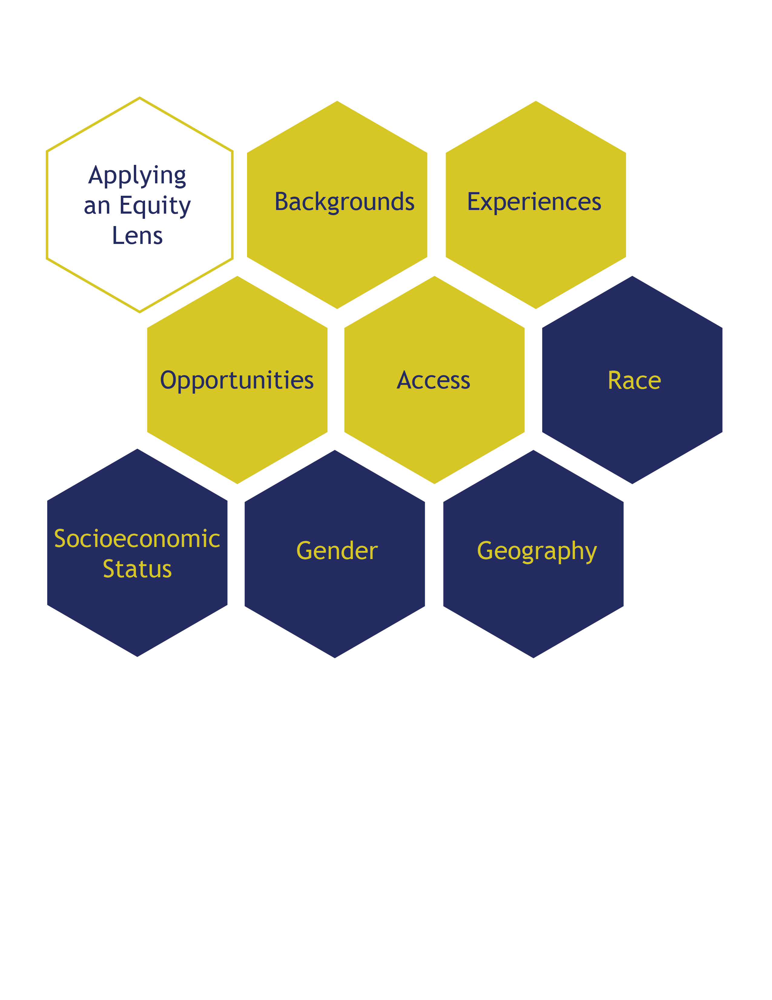 Applying
an Equity
Lens
Backgrounds
Experiences
Opportunities
Access
Race
Socioeconomic
Status
Gender
Geography